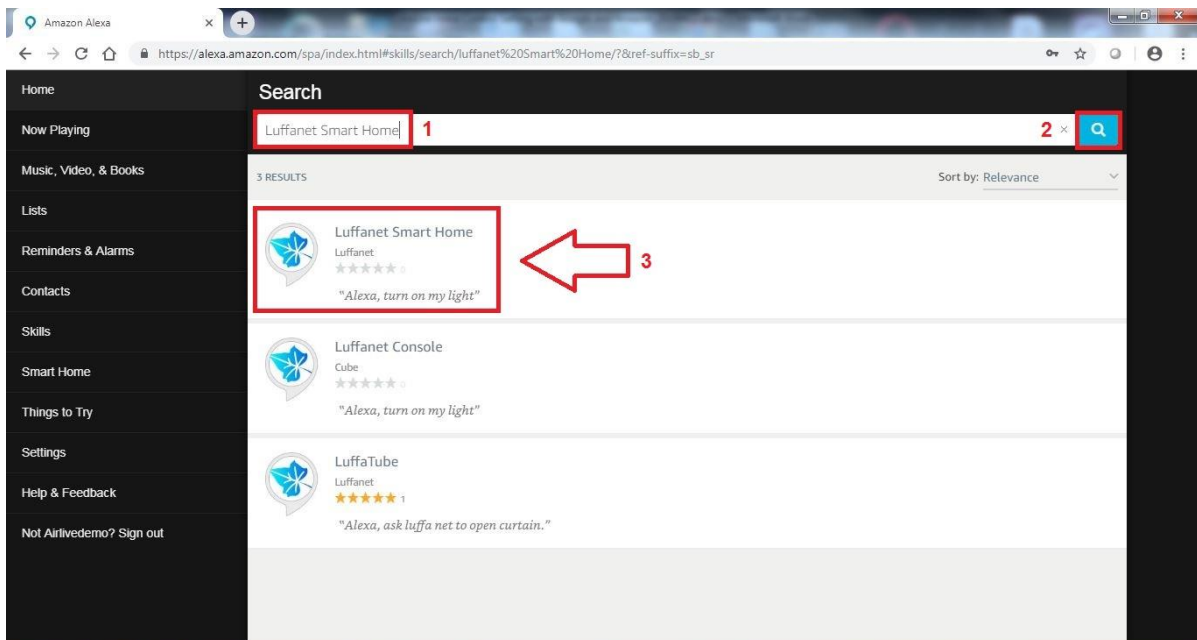 Amazon Alexa
https://alexa.amazon.com/spa/index.html#skills/search/luffanet%20Smart%20Home/?&ref-suffix=sb_sr
Home
Now Playing
Music, Video, & Books
Lists
Reminders & Alarms
Contacts
Skills
Smart Home
Things to Try
Settings
Help & Feedback
Not Airlivedemo? Sign out
Search
Luffanet Smart Home 1 2
3 RESULTS Sort by: Relevance
Luffanet Smart Home
Luffanet
0
"Alexa, turn on my light"
3
Luffanet Console
Cube
0
"Alexa, turn on my light"
LuffaTube
Luffanet
1
"Alexa, ask luffa net to open curtain."